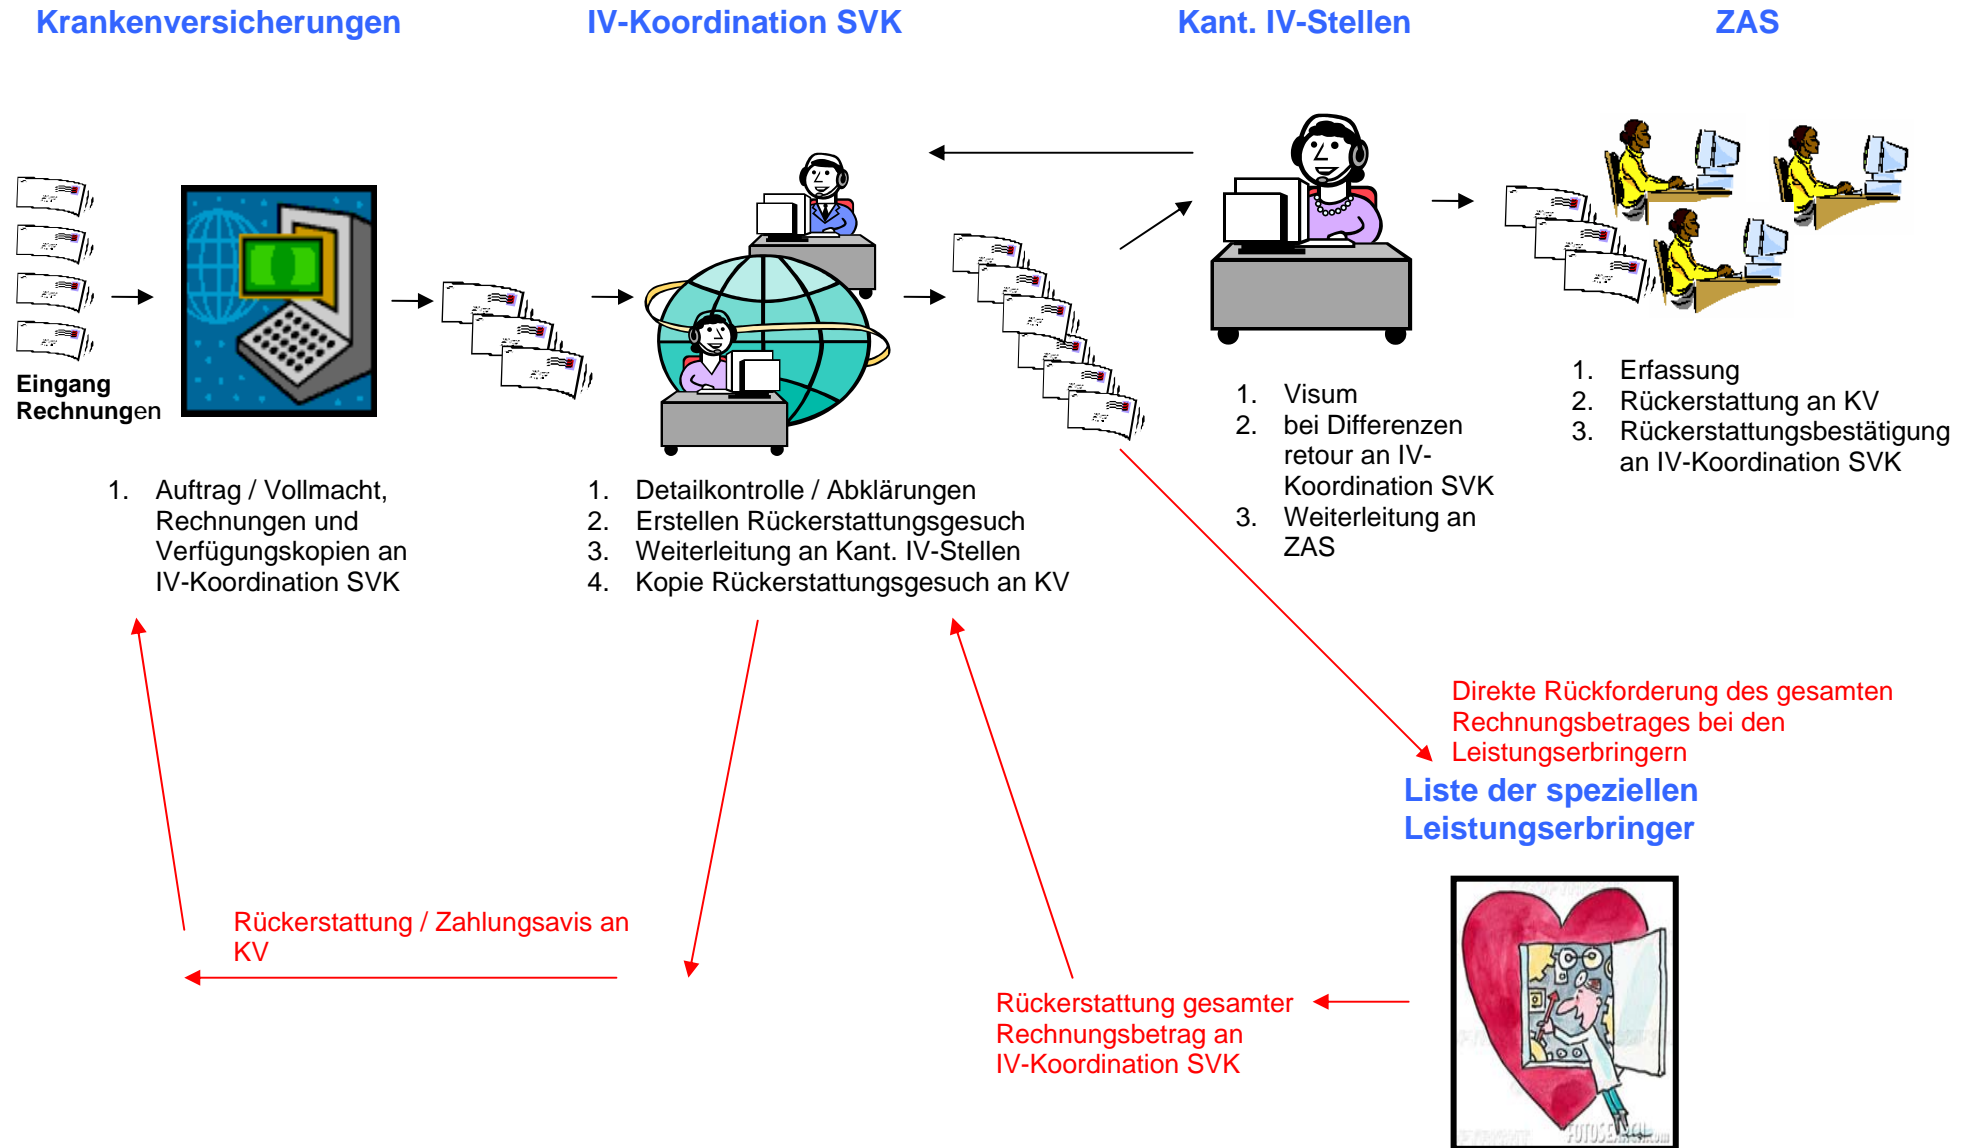 Krankenversicherungen
IV-Koordination SVK
Kant. IV-Stellen
ZAS
Eingang
Rechnungen
1. Auftrag / Vollmacht,
Rechnungen und
Verfügungskopien an
IV-Koordination SVK
1. Detailkontrolle / Abklärungen
2. Erstellen Rückerstattungsgesuch
3. Weiterleitung an Kant. IV-Stellen
4. Kopie Rückerstattungsgesuch an KV
1. Visum
2. bei Differenzen
retour an IV-
Koordination SVK
3. Weiterleitung an
ZAS
1. Erfassung
2. Rückerstattung an KV
3. Rückerstattungsbestätigung
an IV-Koordination SVK
Direkte Rückforderung des gesamten
Rechnungsbetrages bei den
Leistungserbringern
Liste der speziellen
Leistungserbringer
Rückerstattung / Zahlungsavis an
KV
Rückerstattung gesamter
Rechnungsbetrag an
IV-Koordination SVK